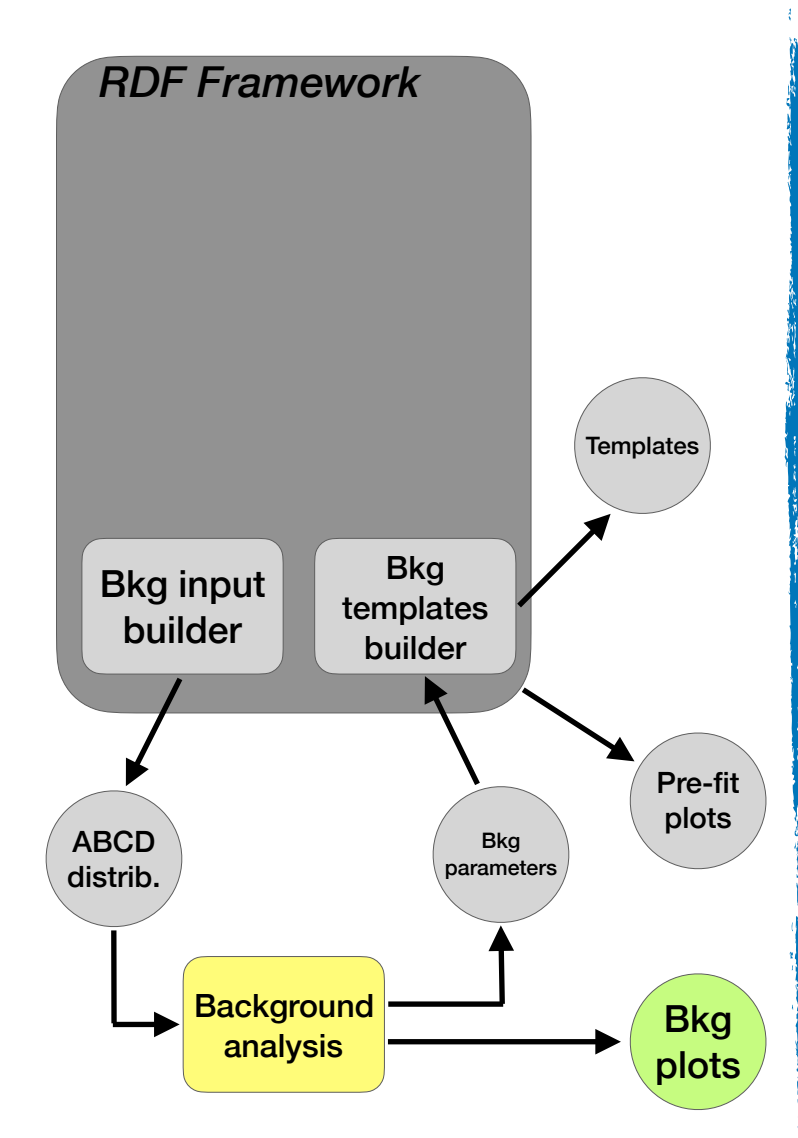 RDF Framework
Templates
Bkg input
builder
Bkg
templates
builder
Pre-fit
plots
ABCD
distrib.
Bkg
parameters
Background
analysis
Bkg
plots